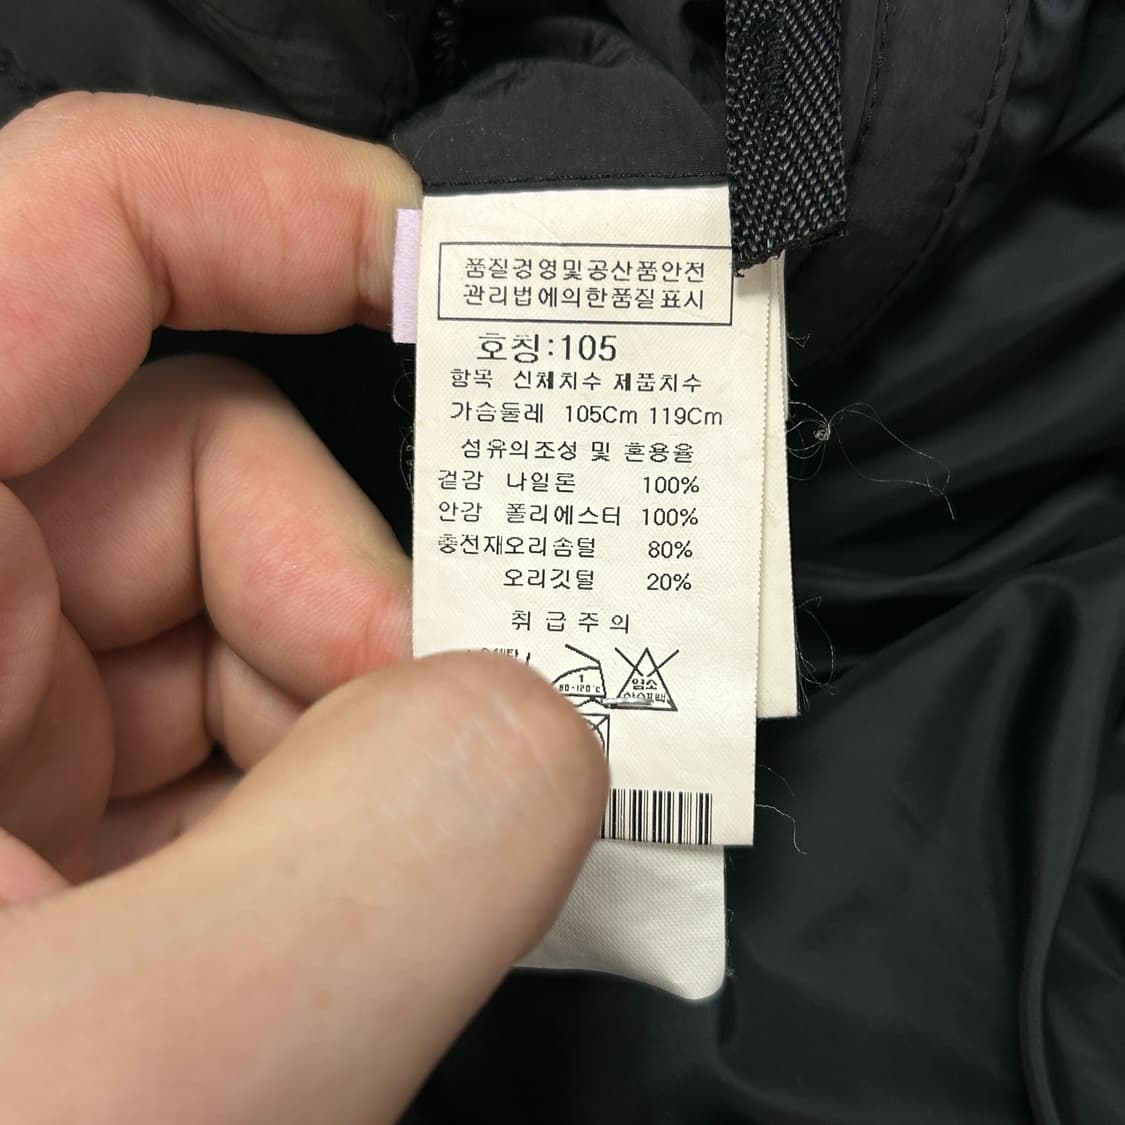 품질경영및공산품안전
관리법에의한품질표시
호칭:105
항목 신체치수 제품치수
가슴둘레 105Cm 119Cm
섬유의조성 및 혼용율
겉감 나일론 100%
안감 폴리에스터 100%
충전재오리솜털 80%
오리깃털 20%
취급주의
1
80-120℃
염소